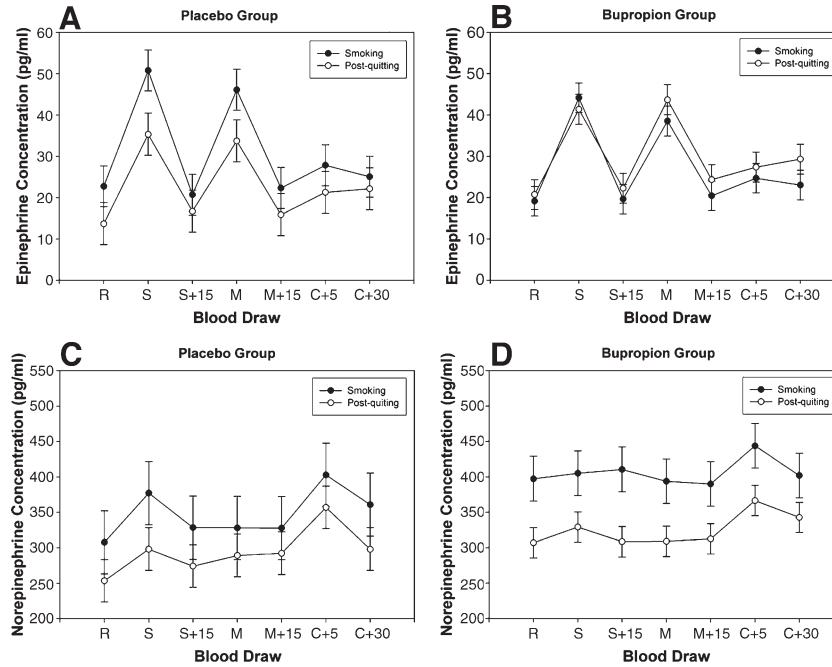 A
Placebo Group
Epinephrine Concentration (pg/ml)
60
50
40
30
20
10
0
Smoking
Post-quitting
R S S+15 M M+15 C+5 C+30
Blood Draw
B
Bupropion Group
Epinephrine Concentration (pg/ml)
60
50
40
30
20
10
0
Smoking
Post-quitting
R S S+15 M M+15 C+5 C+30
Blood Draw
C
Placebo Group
Norepinephrine Concentration (pg/ml)
550
500
450
400
350
300
250
200
Smoking
Post-quiting
R S S+15 M M+15 C+5 C+30
Blood Draw
D
Bupropion Group
Norepinephrine Concentration (pg/ml)
550
500
450
400
350
300
250
200
Smoking
Post-quiting
R S S+15 M M+15 C+5 C+30
Blood Draw